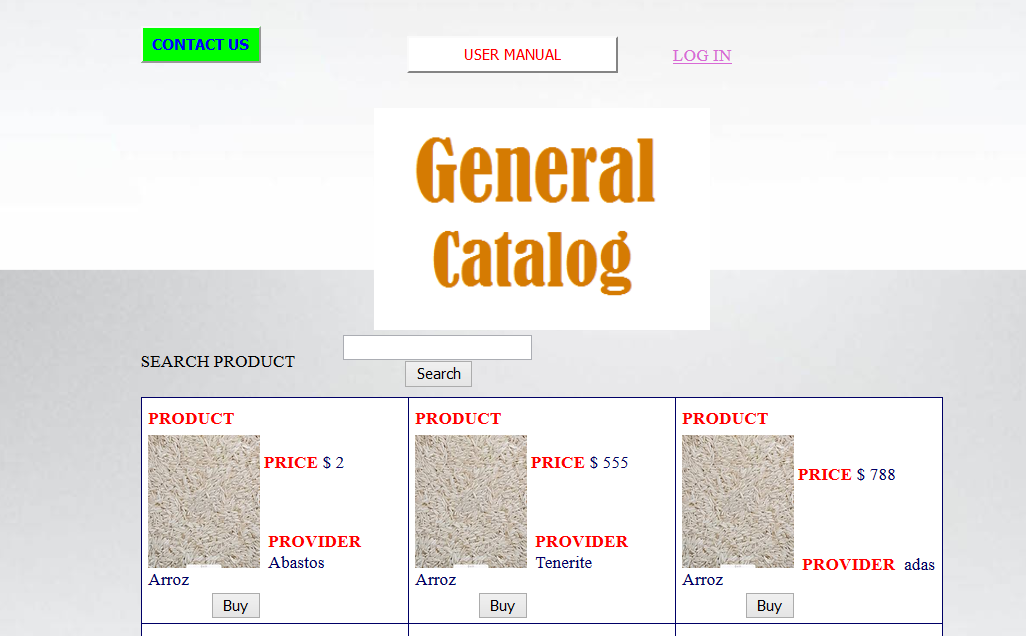 CONTACT US
USER MANUAL
LOG IN
General
Catalog
SEARCH PRODUCT
Search
PRODUCT
PRICE $ 2
PROVIDER
Abastos
Arroz
Buy
PRODUCT
PRICE $ 555
PROVIDER
Tenerite
Arroz
Buy
PRODUCT
PRICE $ 788
PROVIDER adas
Arroz
Buy